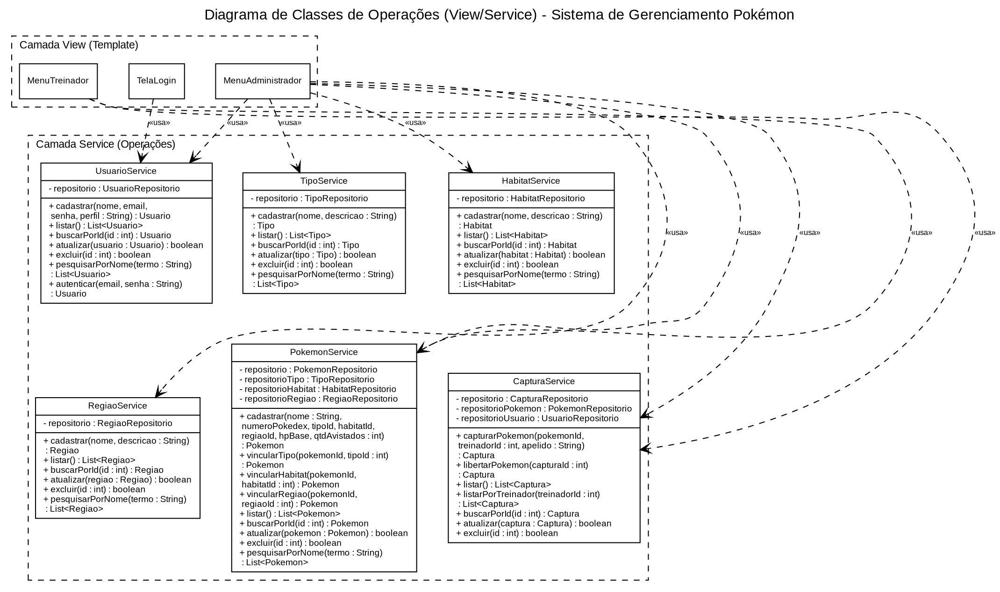 Diagrama de Classes de Operações (View/Service) - Sistema de Gerenciamento Pokémon
Camada View (Template)
MenuTreinador
TelaLogin
MenuAdministrador
«usa»
«usa»
«usa»
«usa»
Camada Service (Operações)
UsuarioService
- repositorio : UsuarioRepositorio
+ cadastrar(nome, email,
senha, perfil : String) : Usuario
+ listar() : List<Usuario>
+ buscarPorId(id : int) : Usuario
+ atualizar(usuario : Usuario) : boolean
+ excluir(id : int) : boolean
+ pesquisarPorNome(termo : String)
: List<Usuario>
+ autenticar(email, senha : String)
: Usuario
TipoService
- repositorio : TipoRepositorio
+ cadastrar(nome, descricao : String)
: Tipo
+ listar() : List<Tipo>
+ buscarPorId(id : int) : Tipo
+ atualizar(tipo : Tipo) : boolean
+ excluir(id : int) : boolean
+ pesquisarPorNome(termo : String)
: List<Tipo>
HabitatService
- repositorio : HabitatRepositorio
+ cadastrar(nome, descricao : String)
: Habitat
+ listar() : List<Habitat>
+ buscarPorId(id : int) : Habitat
+ atualizar(habitat : Habitat) : boolean
+ excluir(id : int) : boolean
+ pesquisarPorNome(termo : String)
: List<Habitat>
«usa»
«usa»
«usa»
«usa»
«usa»
RegiaoService
- repositorio : RegiaoRepositorio
+ cadastrar(nome, descricao : String)
: Regiao
+ listar() : List<Regiao>
+ buscarPorId(id : int) : Regiao
+ atualizar(regiao : Regiao) : boolean
+ excluir(id : int) : boolean
+ pesquisarPorNome(termo : String)
: List<Regiao>
PokemonService
- repositorio : PokemonRepositorio
- repositorioTipo : TipoRepositorio
- repositorioHabitat : HabitatRepositorio
- repositorioRegiao : RegiaoRepositorio
+ cadastrar(nome : String,
numeroPokedex, tipoId, habitatId,
regiaoId, hpBase, qtdAvistados : int)
: Pokemon
+ vincularTipo(pokemonId, tipoId : int)
: Pokemon
+ vincularHabitat(pokemonId,
habitatId : int) : Pokemon
+ vincularRegiao(pokemonId,
regiaoId : int) : Pokemon
+ listar() : List<Pokemon>
+ buscarPorId(id : int) : Pokemon
+ atualizar(pokemon : Pokemon) : boolean
+ excluir(id : int) : boolean
+ pesquisarPorNome(termo : String)
: List<Pokemon>
CapturaService
- repositorio : CapturaRepositorio
- repositorioPokemon : PokemonRepositorio
- repositorioUsuario : UsuarioRepositorio
+ capturarPokemon(pokemonId,
treinadorId : int, apelido : String)
: Captura
+ libertarPokemon(capturaId : int)
: Captura
+ listar() : List<Captura>
+ listarPorTreinador(treinadorId : int)
: List<Captura>
+ buscarPorId(id : int) : Captura
+ atualizar(captura : Captura) : boolean
+ excluir(id : int) : boolean